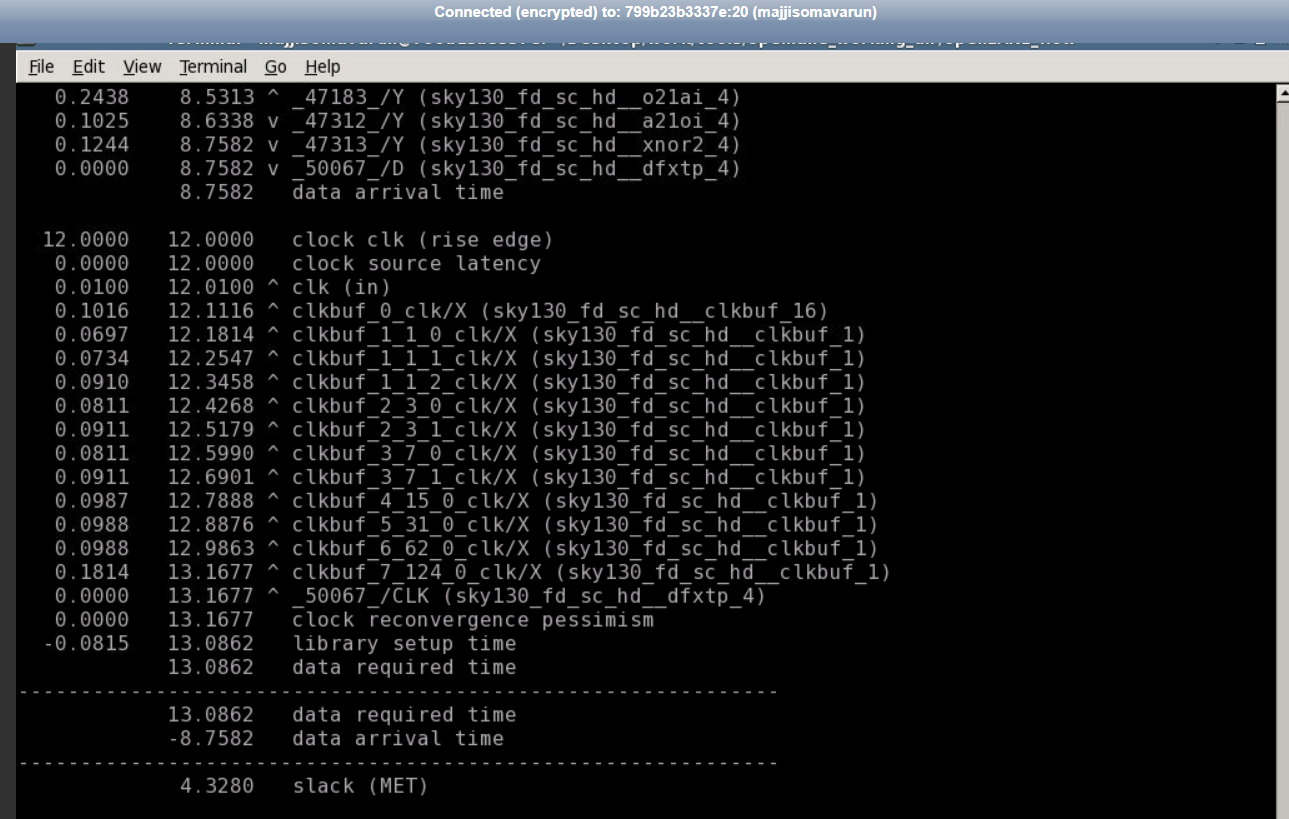 Connected (encrypted) to: 799b23b3337e:20 (majjisomavarun)
File Edit View Terminal Go Help
0.2438 8.5313 ^ _47183_/Y (sky130_fd_sc_hd__o21ai_4)
0.1025 8.6338 v _47312_/Y (sky130_fd_sc_hd__a21oi_4)
0.1244 8.7582 v _47313_/Y (sky130_fd_sc_hd__xnor2_4)
0.0000 8.7582 v _50067_/D (sky130_fd_sc_hd__dfxtp_4)
8.7582 data arrival time
12.0000 12.0000 clock clk (rise edge)
0.0000 12.0000 clock source latency
0.0100 12.0100 ^ clk (in)
0.1016 12.1116 ^ clkbuf_0_clk/X (sky130_fd_sc_hd__clkbuf_16)
0.0697 12.1814 ^ clkbuf_1_1_0_clk/X (sky130_fd_sc_hd__clkbuf_1)
0.0734 12.2547 ^ clkbuf_1_1_1_clk/X (sky130_fd_sc_hd__clkbuf_1)
0.0910 12.3458 ^ clkbuf_1_1_2_clk/X (sky130_fd_sc_hd__clkbuf_1)
0.0811 12.4268 ^ clkbuf_2_3_0_clk/X (sky130_fd_sc_hd__clkbuf_1)
0.0911 12.5179 ^ clkbuf_2_3_1_clk/X (sky130_fd_sc_hd__clkbuf_1)
0.0811 12.5990 ^ clkbuf_3_7_0_clk/X (sky130_fd_sc_hd__clkbuf_1)
0.0911 12.6901 ^ clkbuf_3_7_1_clk/X (sky130_fd_sc_hd__clkbuf_1)
0.0987 12.7888 ^ clkbuf_4_15_0_clk/X (sky130_fd_sc_hd__clkbuf_1)
0.0988 12.8876 ^ clkbuf_5_31_0_clk/X (sky130_fd_sc_hd__clkbuf_1)
0.0988 12.9863 ^ clkbuf_6_62_0_clk/X (sky130_fd_sc_hd__clkbuf_1)
0.1814 13.1677 ^ clkbuf_7_124_0_clk/X (sky130_fd_sc_hd__clkbuf_1)
0.0000 13.1677 ^ _50067_/CLK (sky130_fd_sc_hd__dfxtp_4)
0.0000 13.1677 clock reconvergence pessimism
-0.0815 13.0862 library setup time
13.0862 data required time
-------------------------------------------------------------
13.0862 data required time
-8.7582 data arrival time
-------------------------------------------------------------
4.3280 slack (MET)